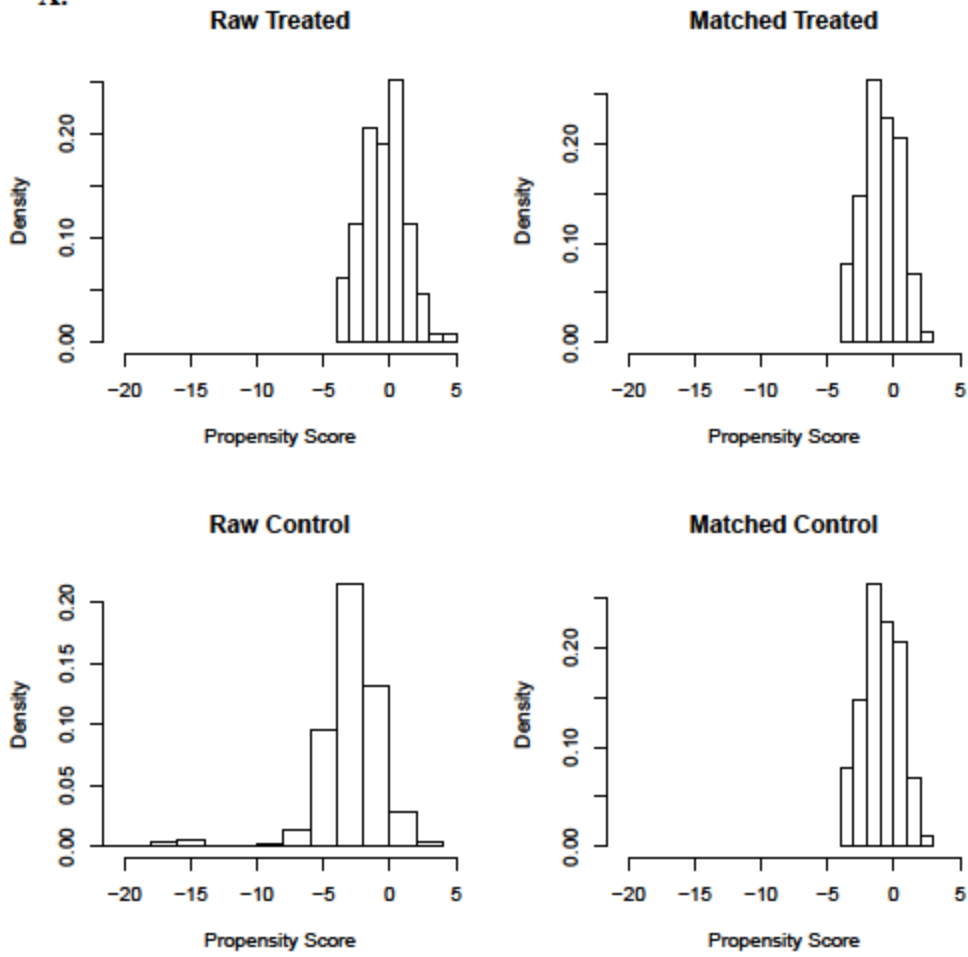 A.
Raw Treated
Density
0.00 0.10 0.20
−20 −15 −10 −5 0 5
Propensity Score
Matched Treated
Density
0.00 0.10 0.20
−20 −15 −10 −5 0 5
Propensity Score
Raw Control
Density
0.00 0.05 0.10 0.15 0.20
−20 −15 −10 −5 0 5
Propensity Score
Matched Control
Density
0.00 0.10 0.20
−20 −15 −10 −5 0 5
Propensity Score